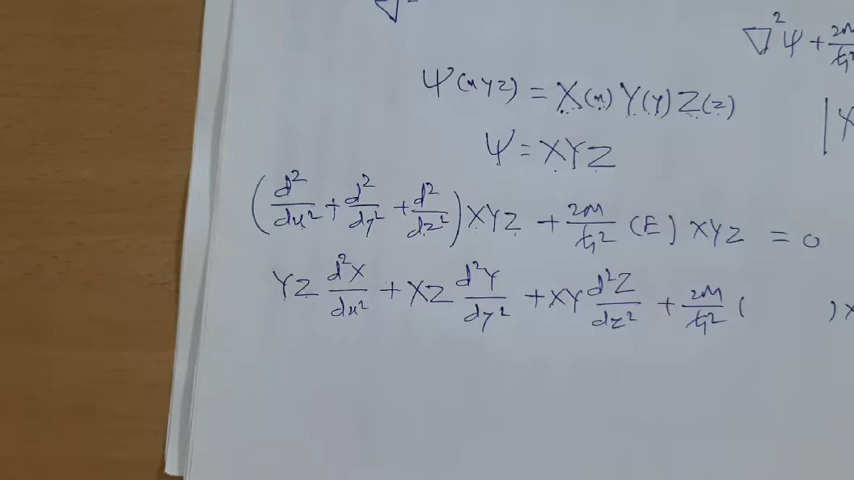 ∇²
∇²Ψ + 2m/ħ²
Ψ(xyz) = X(x) Y(y) Z(z)
|X
Ψ = XYZ
(d²/dx² + d²/dy² + d²/dz²) XYZ + 2m/ħ² (E) XYZ = 0
YZ d²X/dx² + XZ d²Y/dy² + XY d²Z/dz² + 2m/ħ² ( ) X